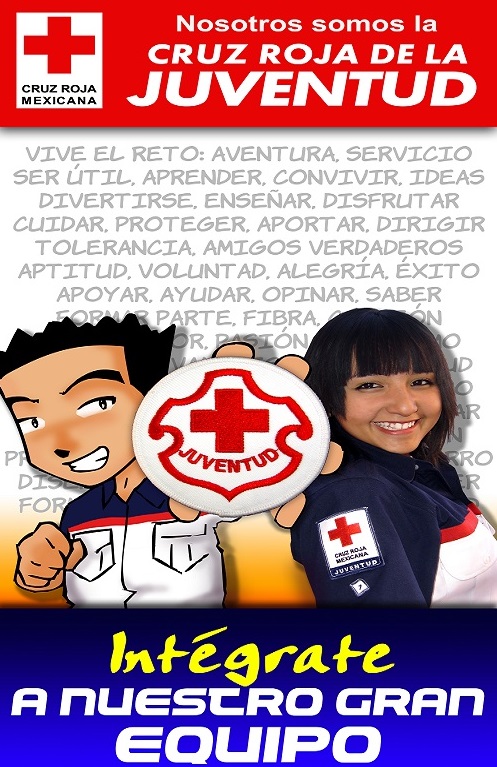 CRUZ ROJA
MEXICANA
Nosotros somos la
CRUZ ROJA DE LA
JUVENTUD
VIVE EL RETO: AVENTURA, SERVICIO
SER ÚTIL, APRENDER, CONVIVIR, IDEAS
DIVERTIRSE, ENSEÑAR, DISFRUTAR
CUIDAR, PROTEGER, APORTAR, DIRIGIR
TOLERANCIA, AMIGOS VERDADEROS
APTITUD, VOLUNTAD, ALEGRÍA, ÉXITO
APOYAR, AYUDAR, OPINAR, SABER
FORMAR PARTE, FIBRA,
PASIÓN
JUVENTUD
CRUZ ROJA
MEXICANA
JUVENTUD
Intégrate
A NUESTRO GRAN
EQUIPO